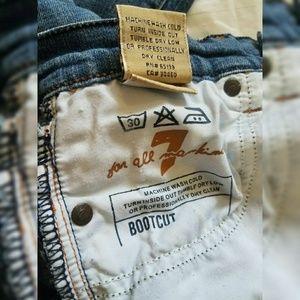 MACHINE WASH COLD
TURN INSIDE OUT
TUMBLE DRY LOW
OR PROFESSIONALLY
DRY CLEAN
30
7
for all mankind
MACHINE WASH COLD
TURN INSIDE OUT TUMBLE DRY LOW
OR PROFESSIONALLY DRY CLEAN
BOOTCUT